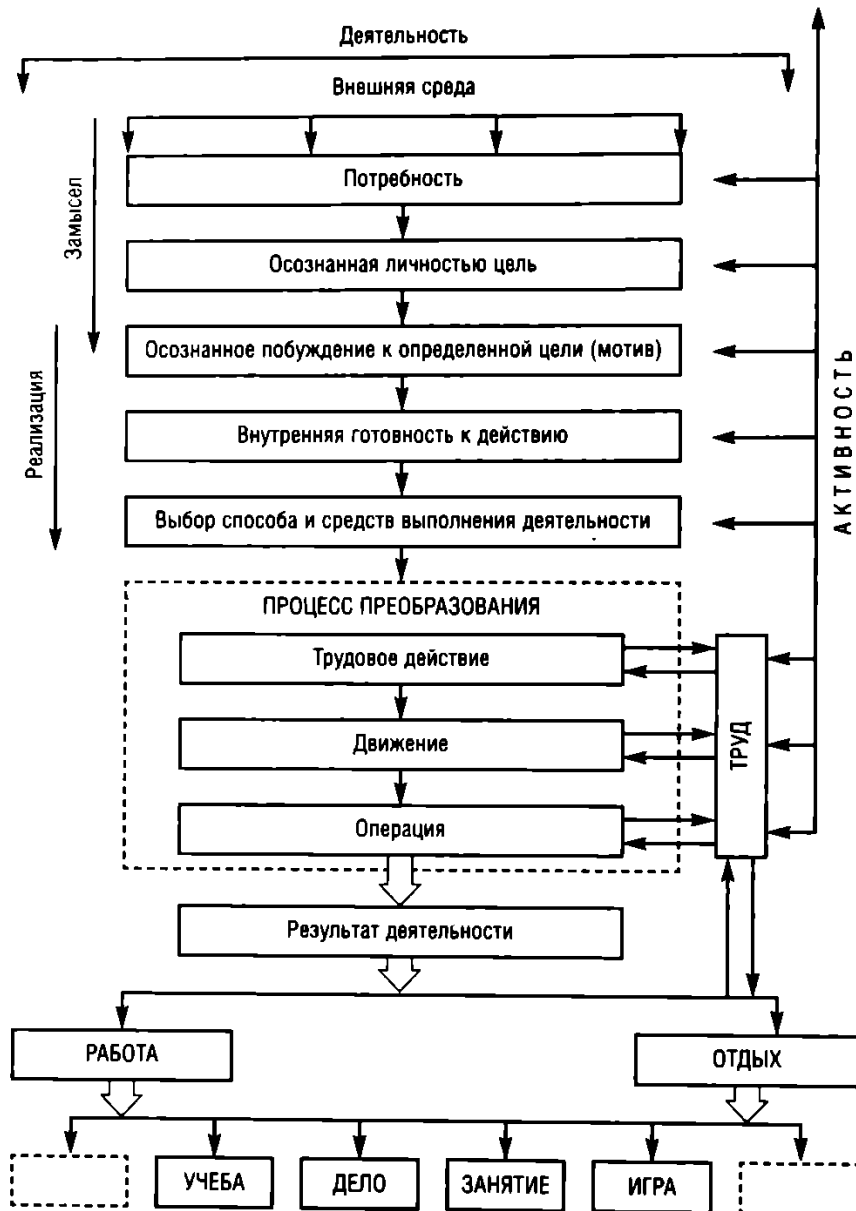 Деятельность
Внешняя среда
Замысел
Потребность
Осознанная личностью цель
Осознанное побуждение к определенной цели (мотив)
Реализация
Внутренняя готовность к действию
Выбор способа и средств выполнения деятельности
АКТИВНОСТЬ
ПРОЦЕСС ПРЕОБРАЗОВАНИЯ
Трудовое действие
Движение
Операция
ТРУД
Результат деятельности
РАБОТА
ОТДЫХ
УЧЕБА
ДЕЛО
ЗАНЯТИЕ
ИГРА